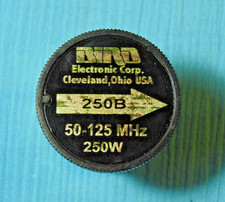 BIRD
Electronic Corp.
Cleveland,Ohio USA
250B
50-125 MHz
250W